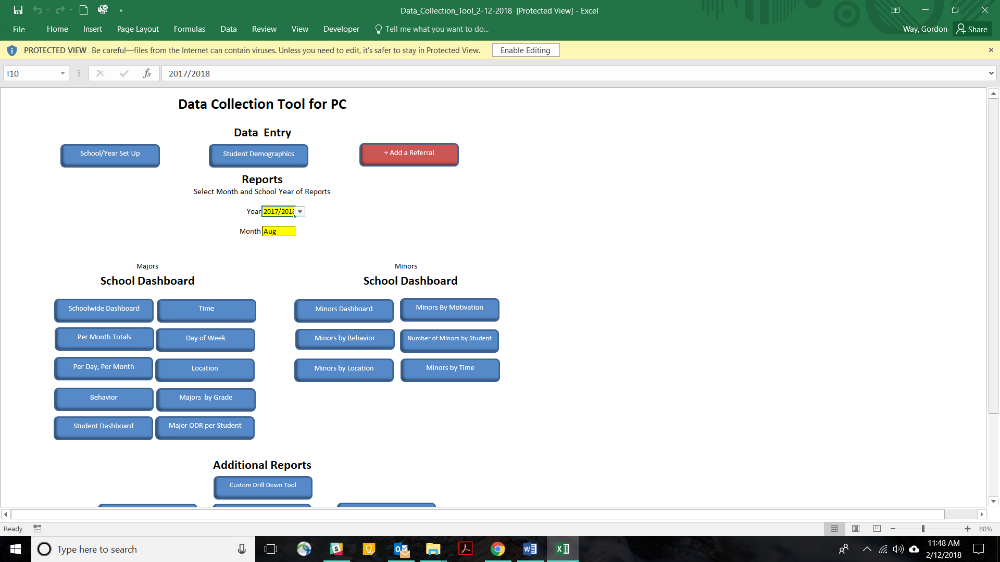 Data_Collection_Tool_2-12-2018 [Protected View] - Excel
File Home Insert Page Layout Formulas Data Review View Developer Tell me what you want to do... Way, Gordon Share
PROTECTED VIEW Be careful—files from the Internet can contain viruses. Unless you need to edit, it's safer to stay in Protected View. Enable Editing
I10 fx 2017/2018
Data Collection Tool for PC
Data Entry
School/Year Set Up Student Demographics + Add a Referral
Reports
Select Month and School Year of Reports
Year 2017/2018
Month Aug
Majors Minors
School Dashboard School Dashboard
Schoolwide Dashboard Time Minors Dashboard Minors By Motivation
Per Month Totals Day of Week Minors by Behavior Number of Minors by Student
Per Day, Per Month Location Minors by Location Minors by Time
Behavior Majors by Grade
Student Dashboard Major ODR per Student
Additional Reports
Custom Drill Down Tool
Ready 80%
Type here to search
11:48 AM
2/12/2018